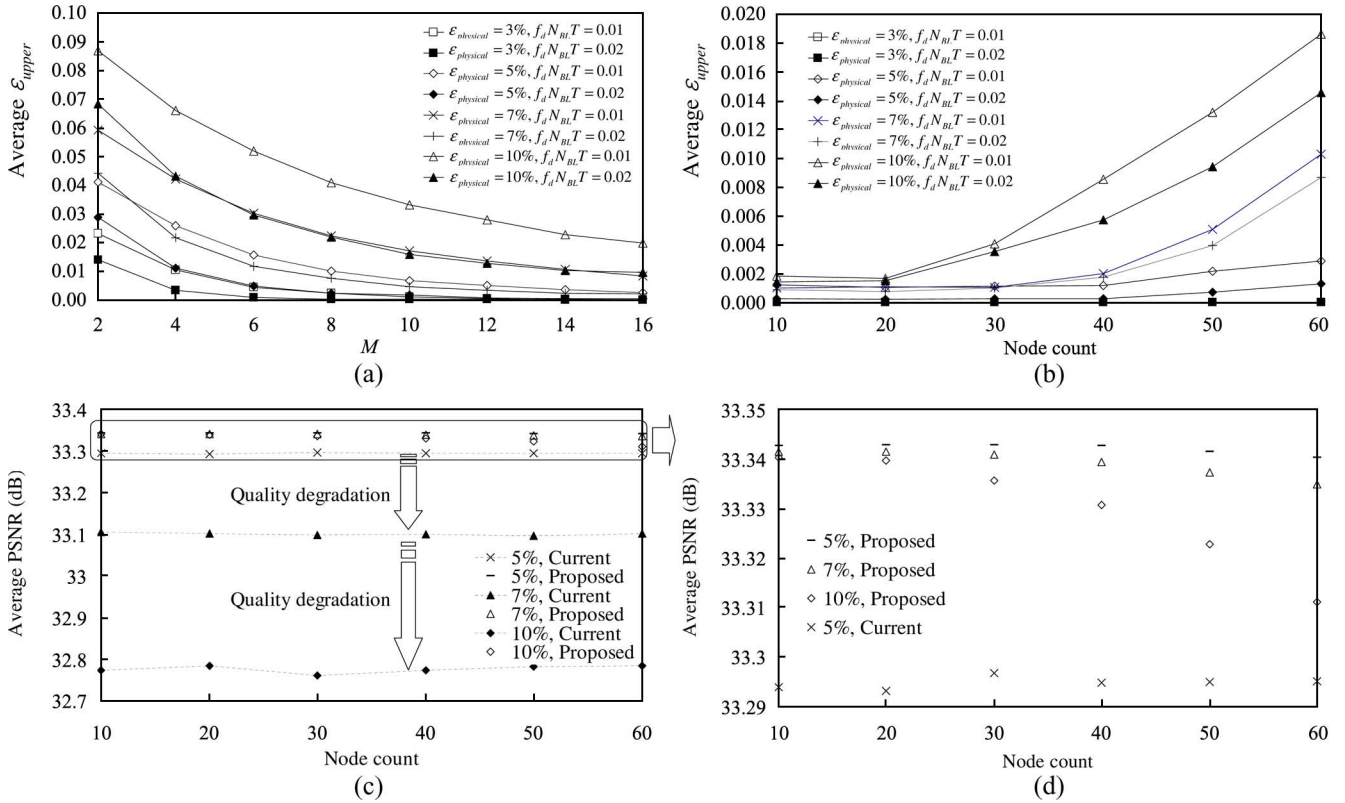 0.10
0.09
0.08
0.07
0.06
0.05
0.04
0.03
0.02
0.01
0.00
Average ε_upper
2 4 6 8 10 12 14 16
M
ε_physical = 3%, f_d N_BL T = 0.01
ε_physical = 3%, f_d N_BL T = 0.02
ε_physical = 5%, f_d N_BL T = 0.01
ε_physical = 5%, f_d N_BL T = 0.02
ε_physical = 7%, f_d N_BL T = 0.01
ε_physical = 7%, f_d N_BL T = 0.02
ε_physical = 10%, f_d N_BL T = 0.01
ε_physical = 10%, f_d N_BL T = 0.02
(a)
0.020
0.018
0.016
0.014
0.012
0.010
0.008
0.006
0.004
0.002
0.000
Average ε_upper
10 20 30 40 50 60
Node count
ε_physical = 3%, f_d N_BL T = 0.01
ε_physical = 3%, f_d N_BL T = 0.02
ε_physical = 5%, f_d N_BL T = 0.01
ε_physical = 5%, f_d N_BL T = 0.02
ε_physical = 7%, f_d N_BL T = 0.01
ε_physical = 7%, f_d N_BL T = 0.02
ε_physical = 10%, f_d N_BL T = 0.01
ε_physical = 10%, f_d N_BL T = 0.02
(b)
33.4
33.3
33.2
33.1
33
32.9
32.8
32.7
Average PSNR (dB)
Quality degradation
Quality degradation
5%, Current
5%, Proposed
7%, Current
7%, Proposed
10%, Current
10%, Proposed
10 20 30 40 50 60
Node count
(c)
33.35
33.34
33.33
33.32
33.31
33.3
33.29
Average PSNR (dB)
5%, Proposed
7%, Proposed
10%, Proposed
5%, Current
10 20 30 40 50 60
Node count
(d)